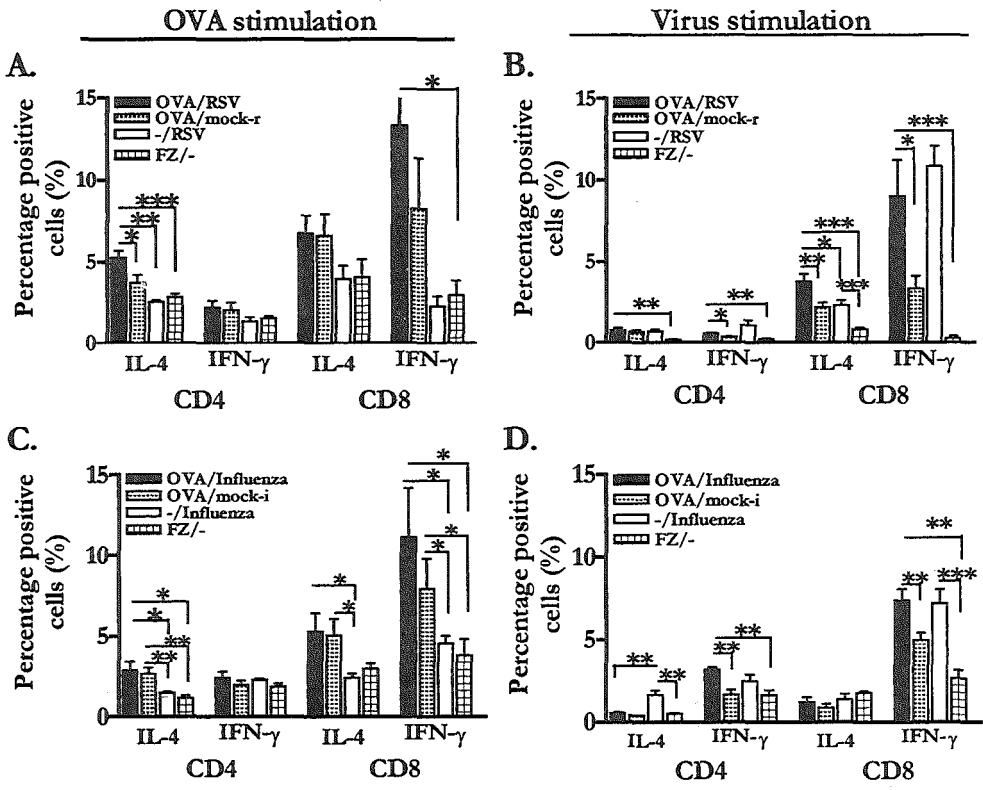 OVA stimulation
Virus stimulation
A.
Percentage positive
cells (%)
15
10
5
0
OVA/RSV
OVA/mock-r
-/RSV
FZ/-
***
**
*
*
IL-4
IFN-γ
IL-4
IFN-γ
CD4
CD8
B.
Percentage positive
cells (%)
15
10
5
0
OVA/RSV
OVA/mock-r
-/RSV
FZ/-
**
**
*
***
*
**
***
***
*
IL-4
IFN-γ
IL-4
IFN-γ
CD4
CD8
C.
Percentage positive
cells (%)
15
10
5
0
OVA/Influenza
OVA/mock-i
-/Influenza
FZ/-
*
*
**
**
*
*
*
*
*
*
IL-4
IFN-γ
IL-4
IFN-γ
CD4
CD8
D.
Percentage positive
cells (%)
15
10
5
0
OVA/Influenza
OVA/mock-i
-/Influenza
FZ/-
**
**
**
**
**
**
***
IL-4
IFN-γ
IL-4
IFN-γ
CD4
CD8